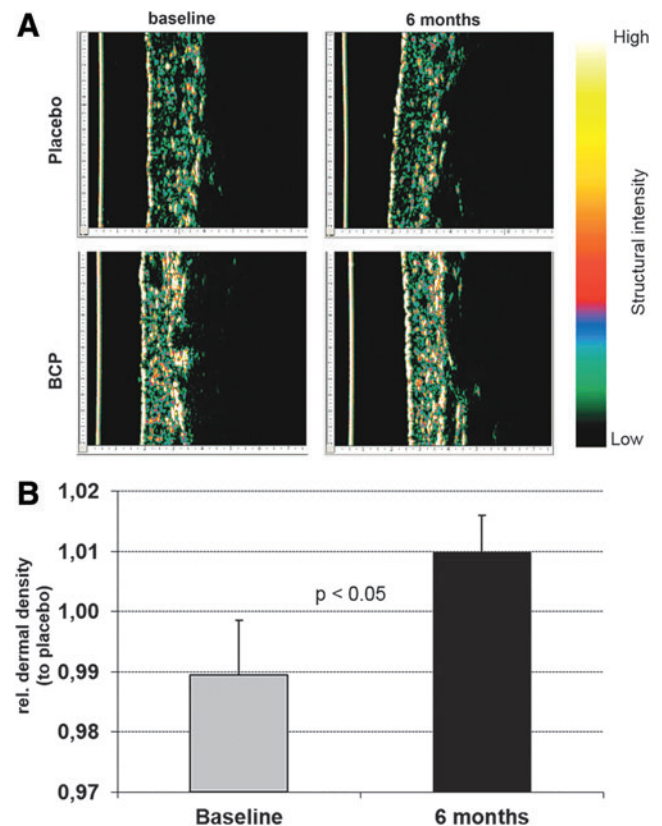 A
baseline
6 months
Placebo
BCP
High
Structural intensity
Low
B
1,02
1,01
1,00
0,99
0,98
0,97
rel. dermal density
(to placebo)
p < 0.05
Baseline
6 months